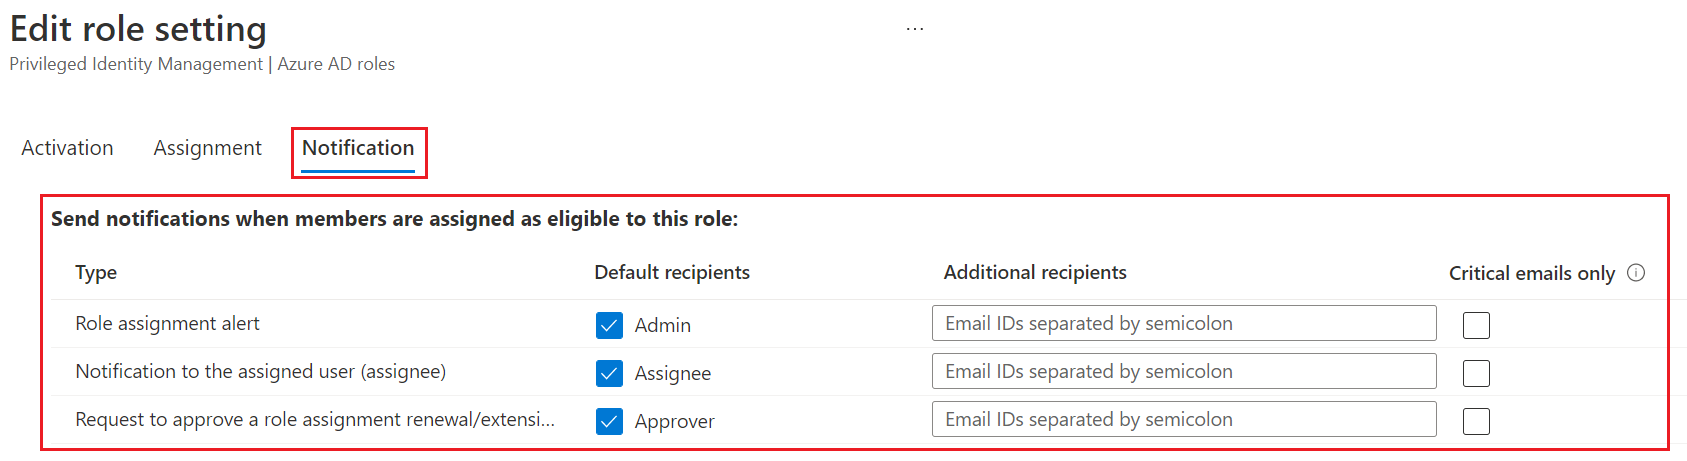 Edit role setting
...
Privileged Identity Management | Azure AD roles
Activation Assignment Notification
Send notifications when members are assigned as eligible to this role:
Type Default recipients Additional recipients Critical emails only
Role assignment alert Admin Email IDs separated by semicolon
Notification to the assigned user (assignee) Assignee Email IDs separated by semicolon
Request to approve a role assignment renewal/extensi... Approver Email IDs separated by semicolon